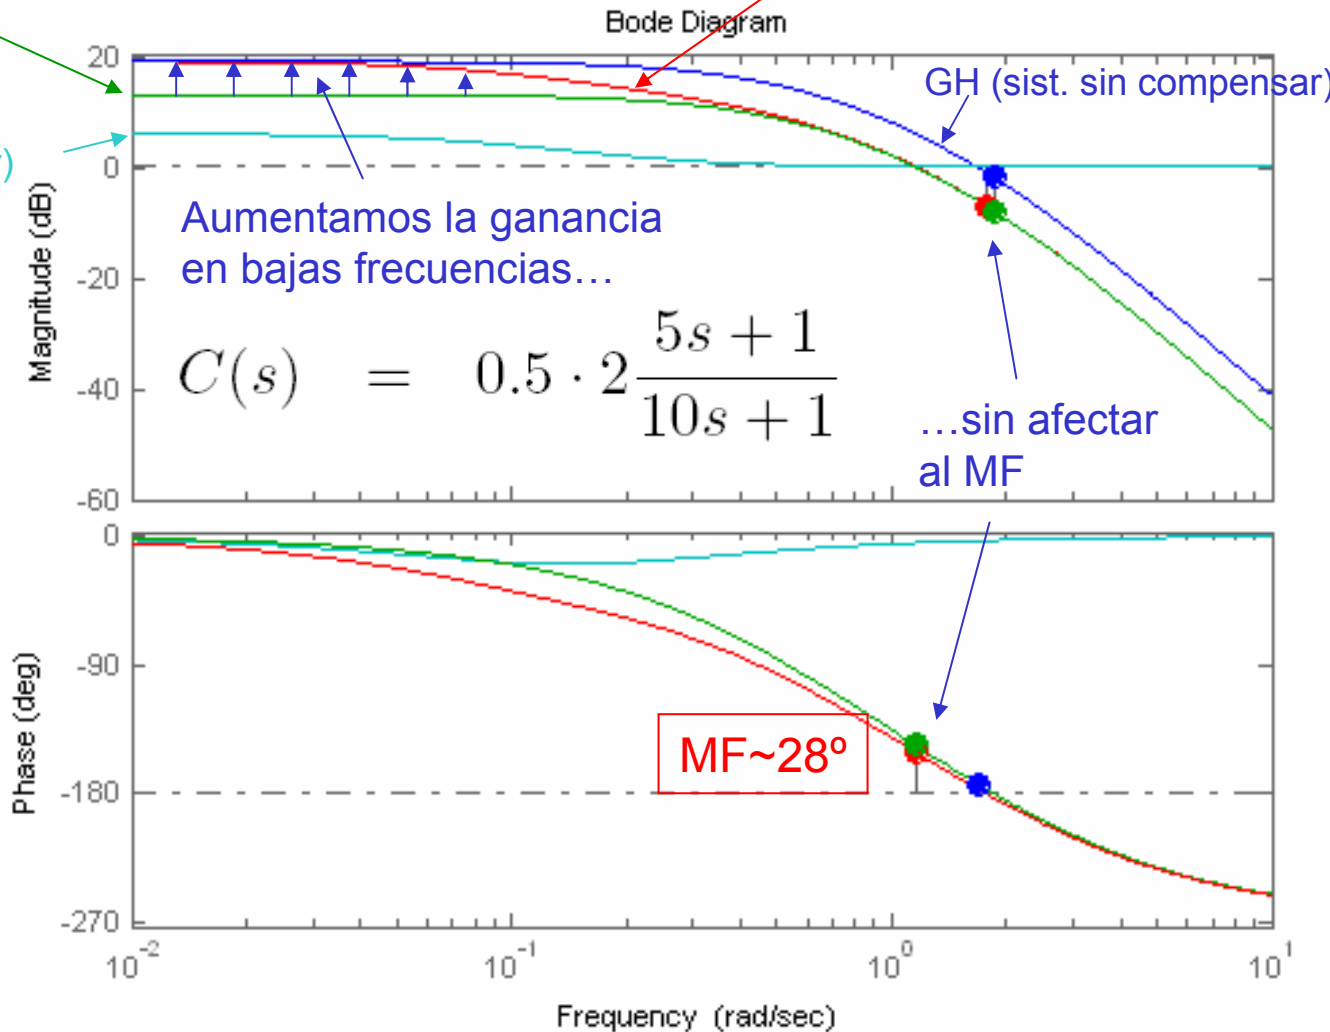 Bode Diagram
20
0
-20
-40
-60
Magnitude (dB)
GH (sist. sin compensar)
)
Aumentamos la ganancia
en bajas frecuencias…
C(s) = 0.5 · 2 \frac{5s + 1}{10s + 1}
…sin afectar
al MF
0
-90
-180
-270
Phase (deg)
MF~28º
10^{-2} 10^{-1} 10^{0} 10^{1}
Frequency (rad/sec)